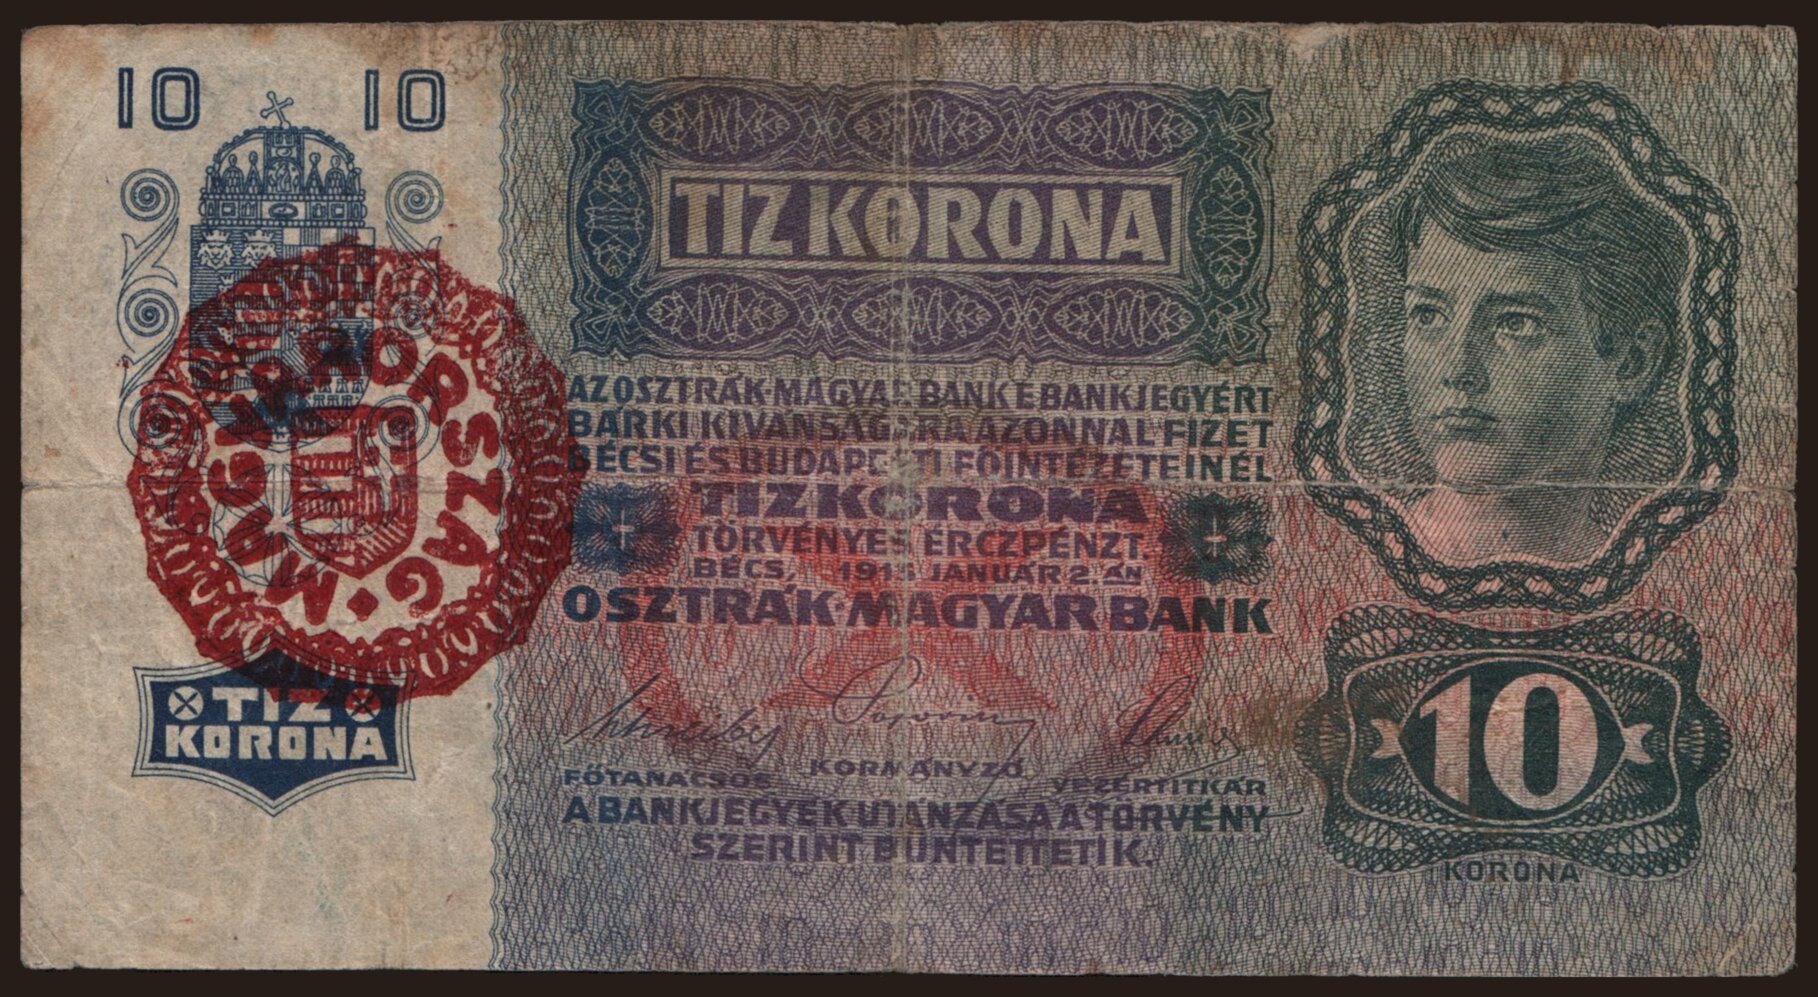 10 10
MAGYARORSZÁG
TIZ
KORONA
TIZ KORONA
AZ OSZTRÁK-MAGYAR BANK E BANKJEGYÉRT
BÁRKI KIVÁNSÁGÁRA AZONNAL FIZET
BÉCSI ÉS BUDAPESTI FŐINTÉZETEINÉL
TIZ KORONA
TÖRVÉNYES ÉRCZPÉNZT.
BÉCS, 1915 JANUÁR 2.ÁN
OSZTRÁK-MAGYAR BANK
FŐTANÁCSOS KORMÁNYZÓ VEZÉRTITKÁR
A BANKJEGYEK UTÁNZÁSA A TÖRVÉNY
SZERINT BÜNTETTETIK.
10
KORONA